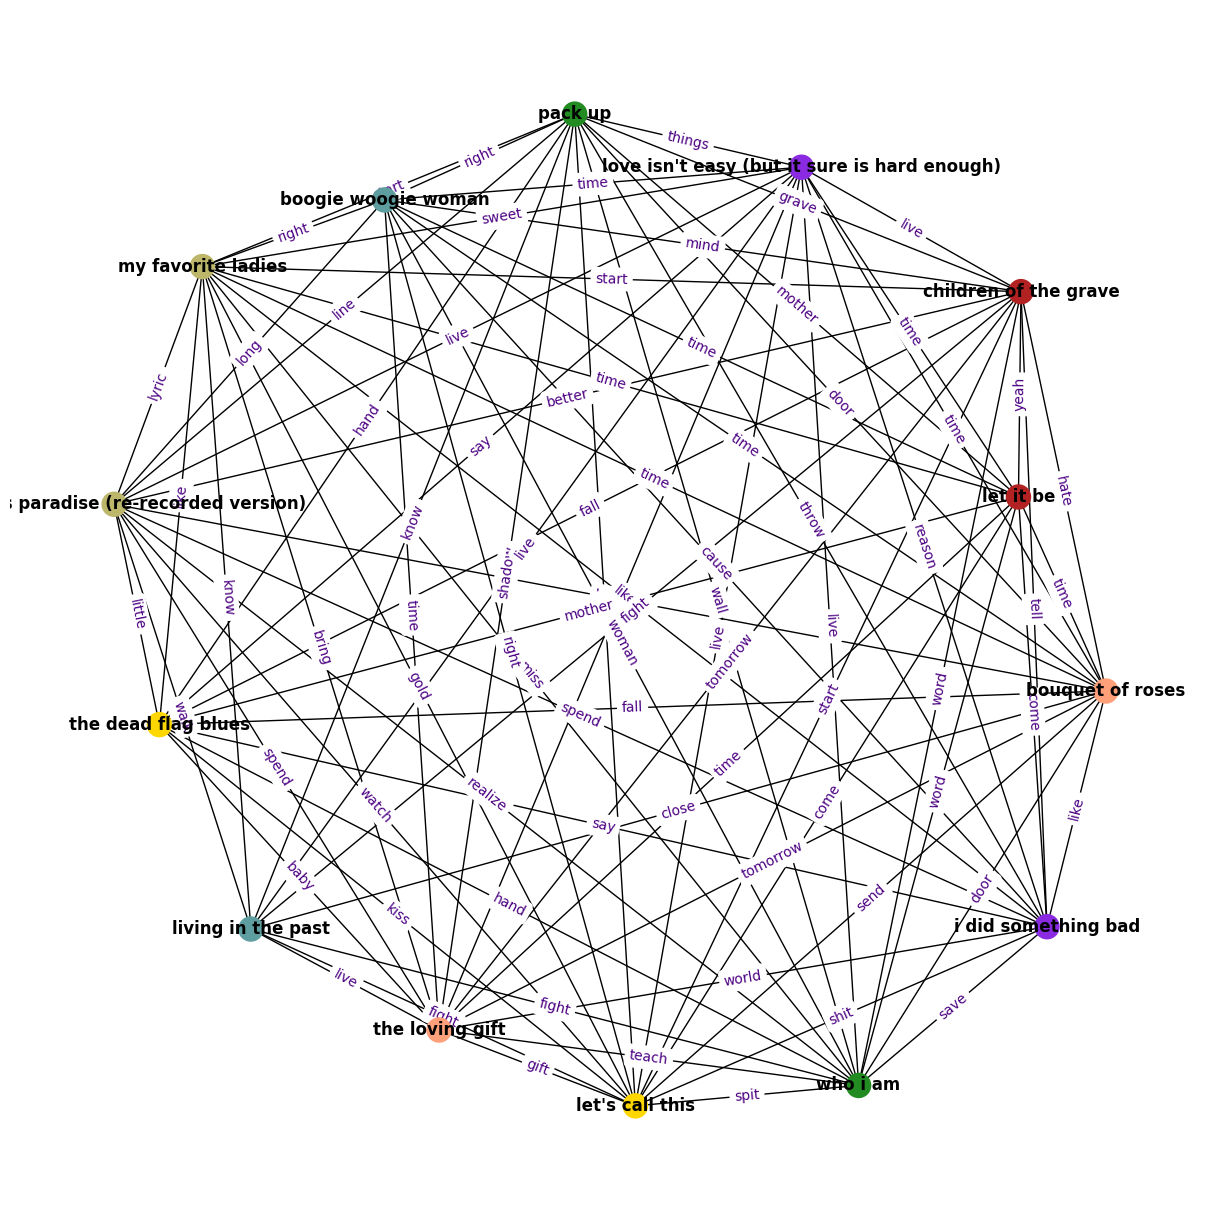 pack up
things
love isn't easy (but it sure is hard enough)
right
time
boogie woogie woman
grave
sweet
live
right
mind
my favorite ladies
start
children of the grave
mother
line
time
live
time
long
time
lyric
yeah
better
door
hand
time
say
time
time
hate
let it be
s paradise (re-recorded version)
fall
throw
know
reason
live
cause
time
know
like
wall
little
mother
fight
tell
time
live
live
woman
bring
right
tomorrow
miss
gold
word
bouquet of roses
start
fall
spend
come
the dead flag blues
spend
time
realize
word
watch
close
come
like
say
tomorrow
baby
door
send
hand
kiss
living in the past
i did something bad
live
world
fight
save
fight
shit
the loving gift
teach
gift
who i am
spit
let's call this